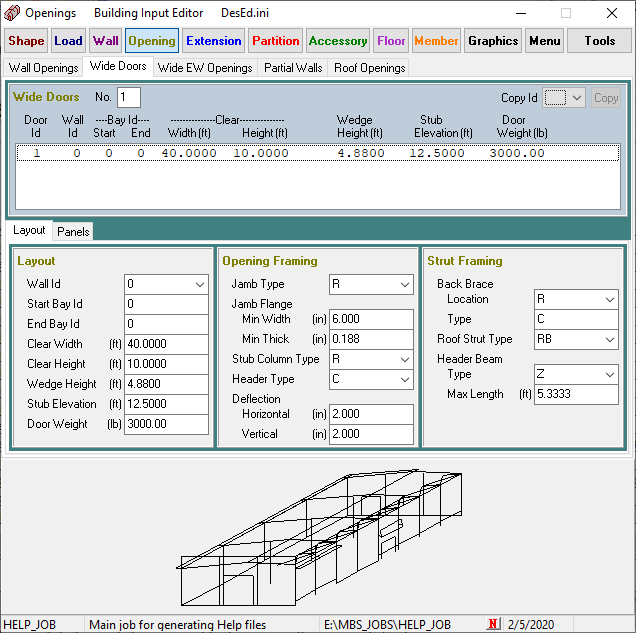 Openings Building Input Editor DesEd.ini
Shape Load Wall Opening Extension Partition Accessory Floor Member Graphics Menu Tools
Wall Openings Wide Doors Wide EW Openings Partial Walls Roof Openings
Wide Doors No. 1 Copy Id Copy
Door Wall ----Bay Id---- --------------Clear-------------- Wedge Stub Door
Id Id Start End Width (ft) Height (ft) Height (ft) Elevation (ft) Weight (lb)
1 0 0 0 40.0000 10.0000 4.8800 12.5000 3000.00
Layout Panels
Layout
Wall Id 0
Start Bay Id 0
End Bay Id 0
Clear Width (ft) 40.0000
Clear Height (ft) 10.0000
Wedge Height (ft) 4.8800
Stub Elevation (ft) 12.5000
Door Weight (lb) 3000.00
Opening Framing
Jamb Type R
Jamb Flange
Min Width (in) 6.000
Min Thick (in) 0.188
Stub Column Type R
Header Type C
Deflection
Horizontal (in) 2.000
Vertical (in) 2.000
Strut Framing
Back Brace
Location R
Type C
Roof Strut Type RB
Header Beam
Type Z
Max Length (ft) 5.3333
HELP_JOB Main job for generating Help files E:\MBS_JOBS\HELP_JOB N 2/5/2020